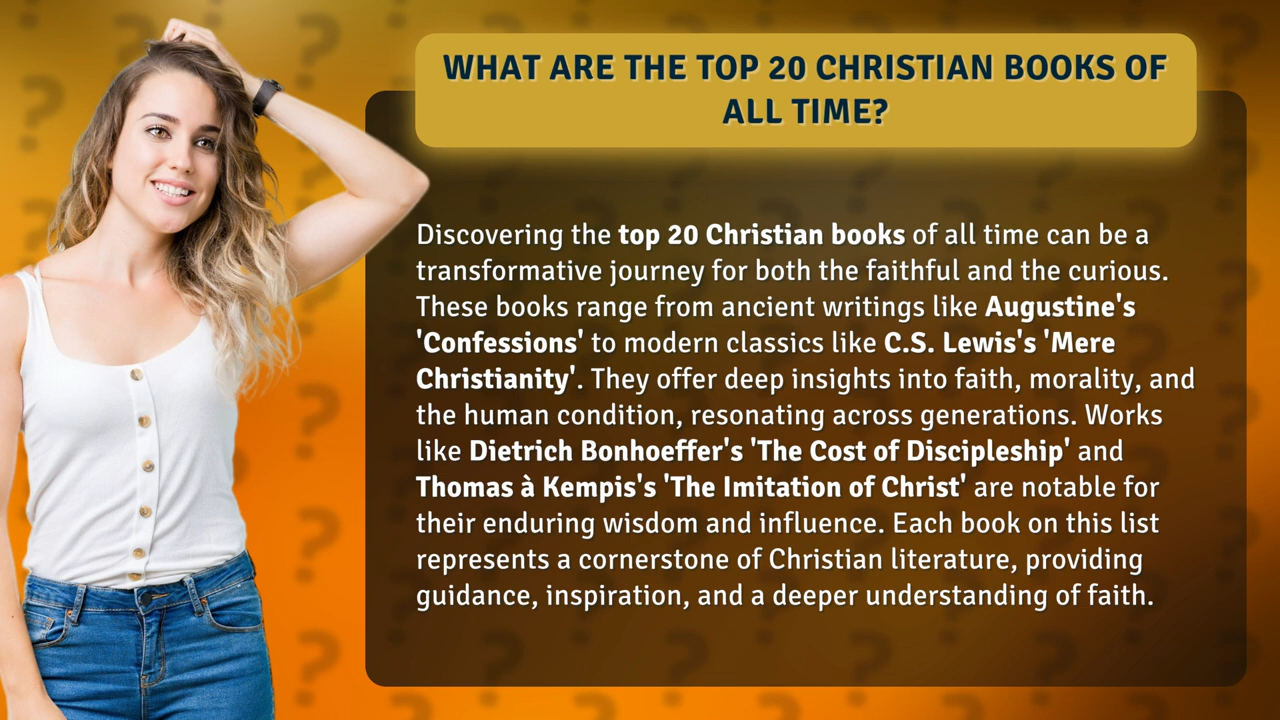 WHAT ARE THE TOP 20 CHRISTIAN BOOKS OF
ALL TIME?
Discovering the top 20 Christian books of all time can be a
transformative journey for both the faithful and the curious.
These books range from ancient writings like Augustine's
'Confessions' to modern classics like C.S. Lewis's 'Mere
Christianity'. They offer deep insights into faith, morality, and
the human condition, resonating across generations. Works
like Dietrich Bonhoeffer's 'The Cost of Discipleship' and
Thomas à Kempis's 'The Imitation of Christ' are notable for
their enduring wisdom and influence. Each book on this list
represents a cornerstone of Christian literature, providing
guidance, inspiration, and a deeper understanding of faith.